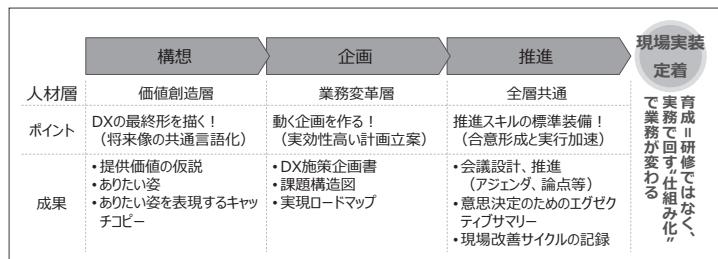 構想
企画
推進
現場実装
定着
人材層
価値創造層
業務変革層
全層共通
ポイント
DXの最終形を描く！
（将来像の共通言語化）
動く企画を作る！
（実効性高い計画立案）
推進スキルの標準装備！
（合意形成と実行加速）
成果
•提供価値の仮説
•ありたい姿
•ありたい姿を表現するキャッ
チコピー
•DX施策企画書
•課題構造図
•実現ロードマップ
•会議設計、推進
（アジェンダ、論点等）
•意思決定のためのエグゼク
ティブサマリー
•現場改善サイクルの記録
育成＝研修ではなく、
実務で回す“仕組み化”
で業務が変わる